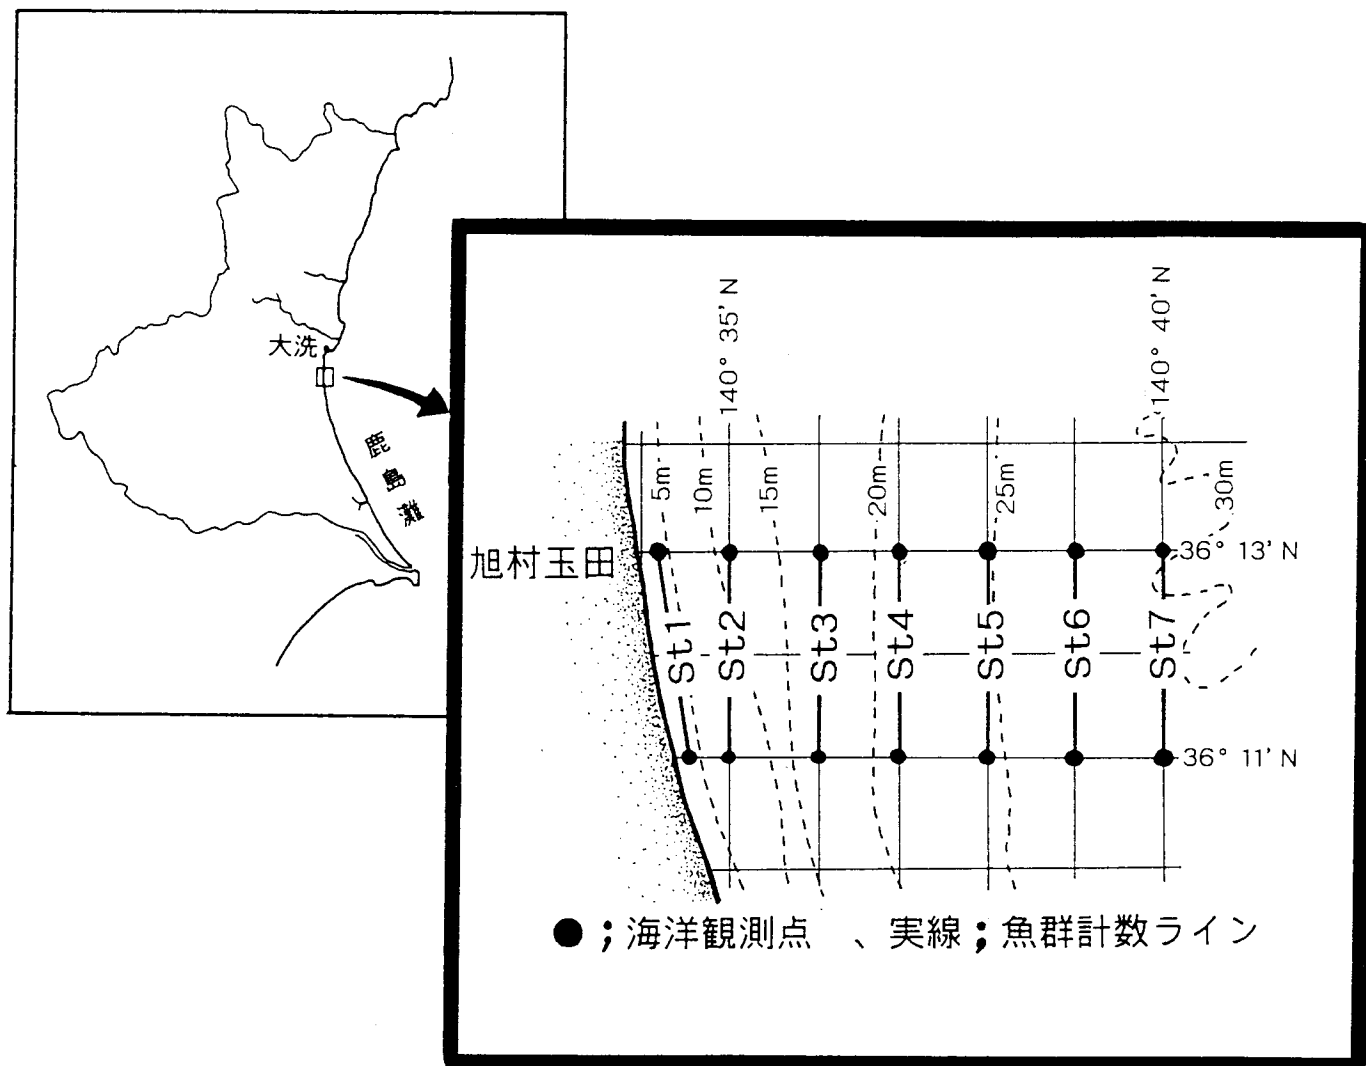 大洗
鹿島灘
140° 35' N
140° 40' N
5m
10m
15m
20m
25m
30m
旭村玉田
36° 13' N
St1
St2
St3
St4
St5
St6
St7
36° 11' N
●；海洋観測点　、実線；魚群計数ライン